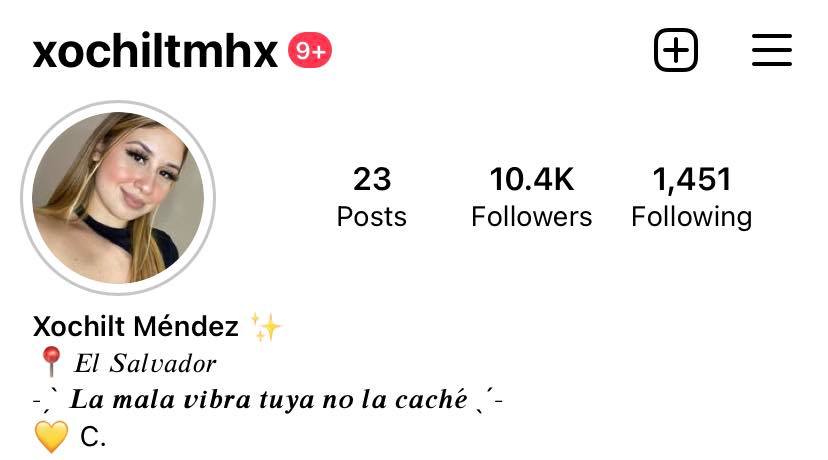 xochiltmhx 9+
23 10.4K 1,451
Posts Followers Following
Xochilt Méndez ✨
📍 El Salvador
-ˏˋ La mala vibra tuya no la caché ˎˊ-
💛 C.